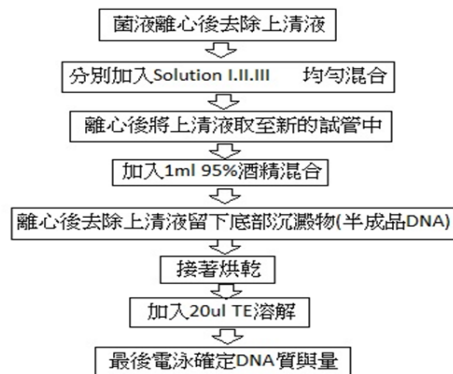 菌液離心後去除上清液
分別加入Solution I.II.III 均勻混合
離心後將上清液取至新的試管中
加入1ml 95%酒精混合
離心後去除上清液留下底部沉澱物(半成品DNA)
接著烘乾
加入20ul TE溶解
最後電泳確定DNA質與量